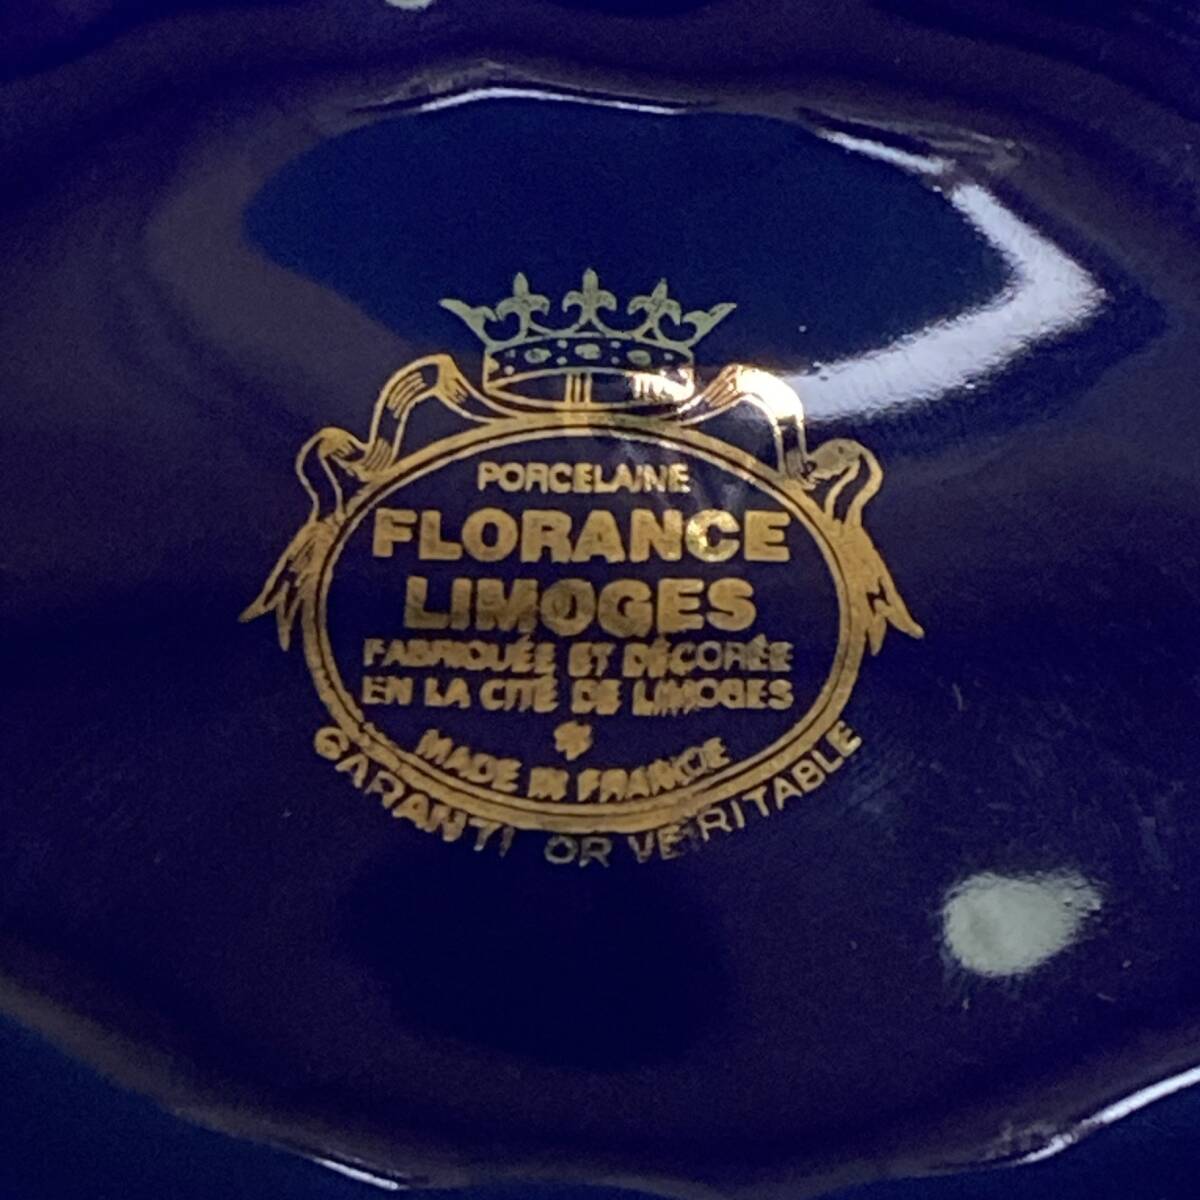 PORCELAINE
FLORANCE
LIMOGES
FABRIQUÉE ET DÉCORÉE
EN LA CITÉ DE LIMOGES
MADE IN FRANCE
GARANTI OR VERITABLE